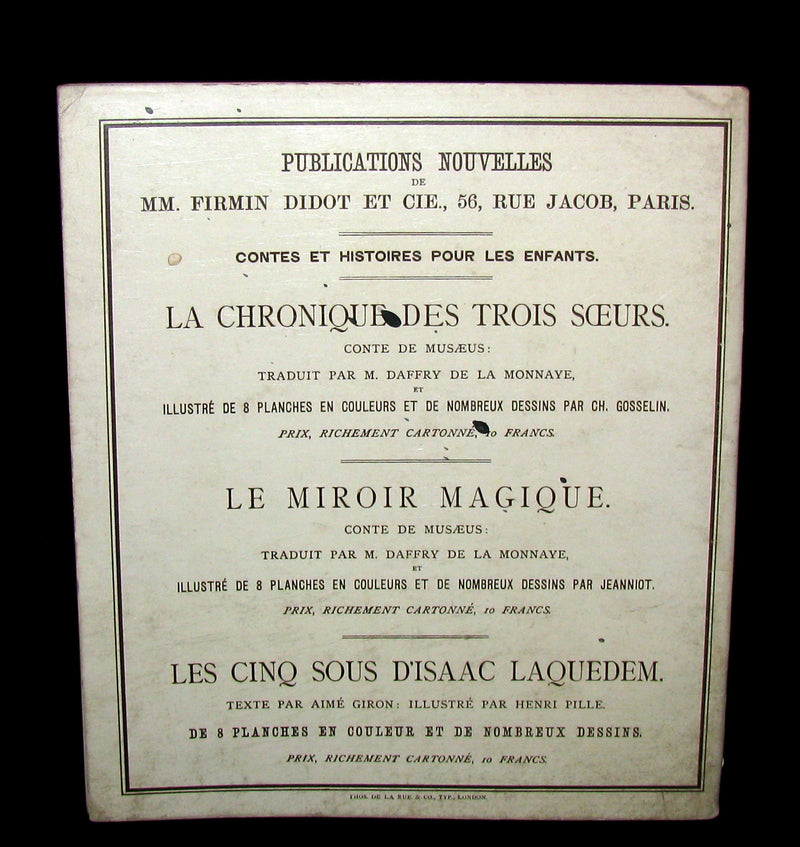 PUBLICATIONS NOUVELLES
DE
MM. FIRMIN DIDOT ET CIE., 56, RUE JACOB, PARIS.
CONTES ET HISTOIRES POUR LES ENFANTS.
LA CHRONIQUE DES TROIS SŒURS.
CONTE DE MUSÆUS:
TRADUIT PAR M. DAFFRY DE LA MONNAYE,
ET
ILLUSTRÉ DE 8 PLANCHES EN COULEURS ET DE NOMBREUX DESSINS PAR CH. GOSSELIN.
PRIX, RICHEMENT CARTONNÉ, 10 FRANCS.
LE MIROIR MAGIQUE.
CONTE DE MUSÆUS:
TRADUIT PAR M. DAFFRY DE LA MONNAYE,
ET
ILLUSTRÉ DE 8 PLANCHES EN COULEURS ET DE NOMBREUX DESSINS PAR JEANNIOT.
PRIX, RICHEMENT CARTONNÉ, 10 FRANCS.
LES CINQ SOUS D'ISAAC LAQUEDEM.
TEXTE PAR AIMÉ GIRON: ILLUSTRÉ PAR HENRI PILLE.
DE 8 PLANCHES EN COULEUR ET DE NOMBREUX DESSINS.
PRIX, RICHEMENT CARTONNÉ, 10 FRANCS.
THOS. DE LA RUE & CO., TYP., LONDON.